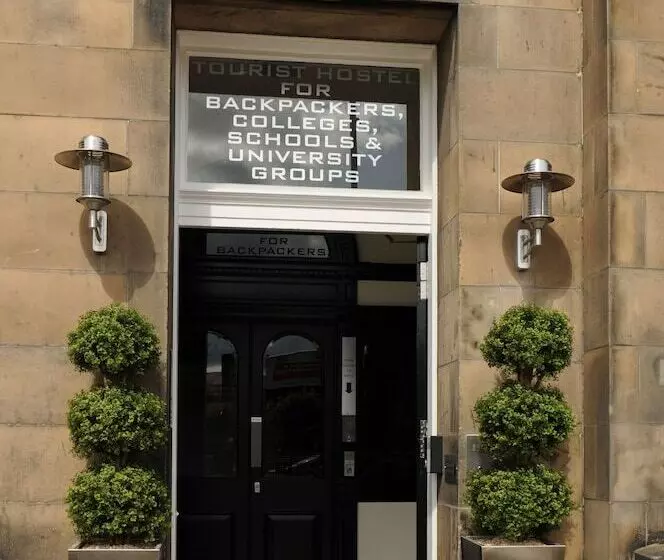 TOURIST HOSTEL
FOR
BACKPACKERS,
COLLEGES,
SCHOOLS &
UNIVERSITY
GROUPS
FOR
BACKPACKERS